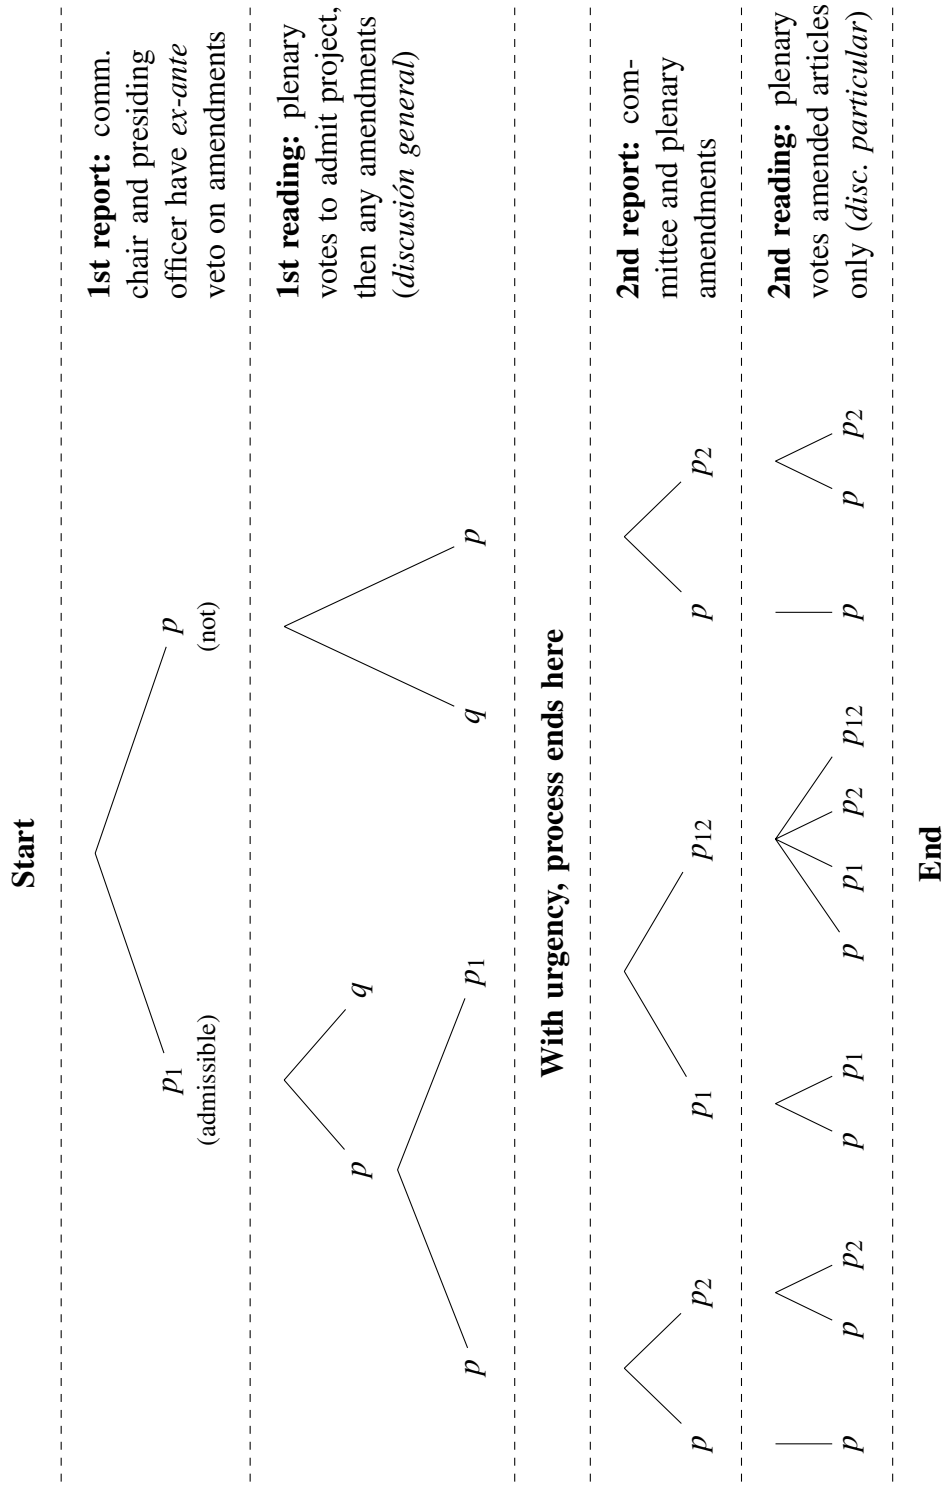 Start
1st report: comm.
chair and presiding
officer have ex-ante
veto on amendments
p1 p
(admissible) (not)
1st reading: plenary
votes to admit project,
then any amendments
(discusión general)
p q
p p1 q p
With urgency, process ends here
2nd report: com-
mittee and plenary
amendments
p p2 p1 p12 p p2
2nd reading: plenary
votes amended articles
only (disc. particular)
p p p2 p p1 p p1 p2 p12 p p p2
End